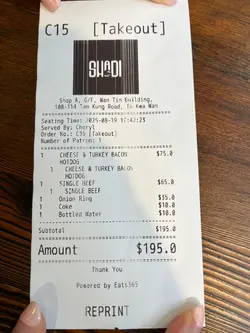 C15 [Takeout]
SHADI
Shop A, G/F, Wan Tin Building,
108-114 Tam Kung Road, To Kwa Wan
Seating Time: 2025-08-19 17:42:23
Served By: Cheryl
Order No.: C15 [Takeout]
Number of Patron: 1
1 CHEESE & TURKEY BACON $75.0
HOTDOG
1 CHEESE & TURKEY BACON
HOTDOG
1 SINGLE BEEF $65.0
1 SINGLE BEEF
1 Onion Ring $35.0
1 Coke $10.0
1 Bottled Water $10.0
Subtotal $195.0
Amount $195.0
Thank You
Powered by Eats365
REPRINT